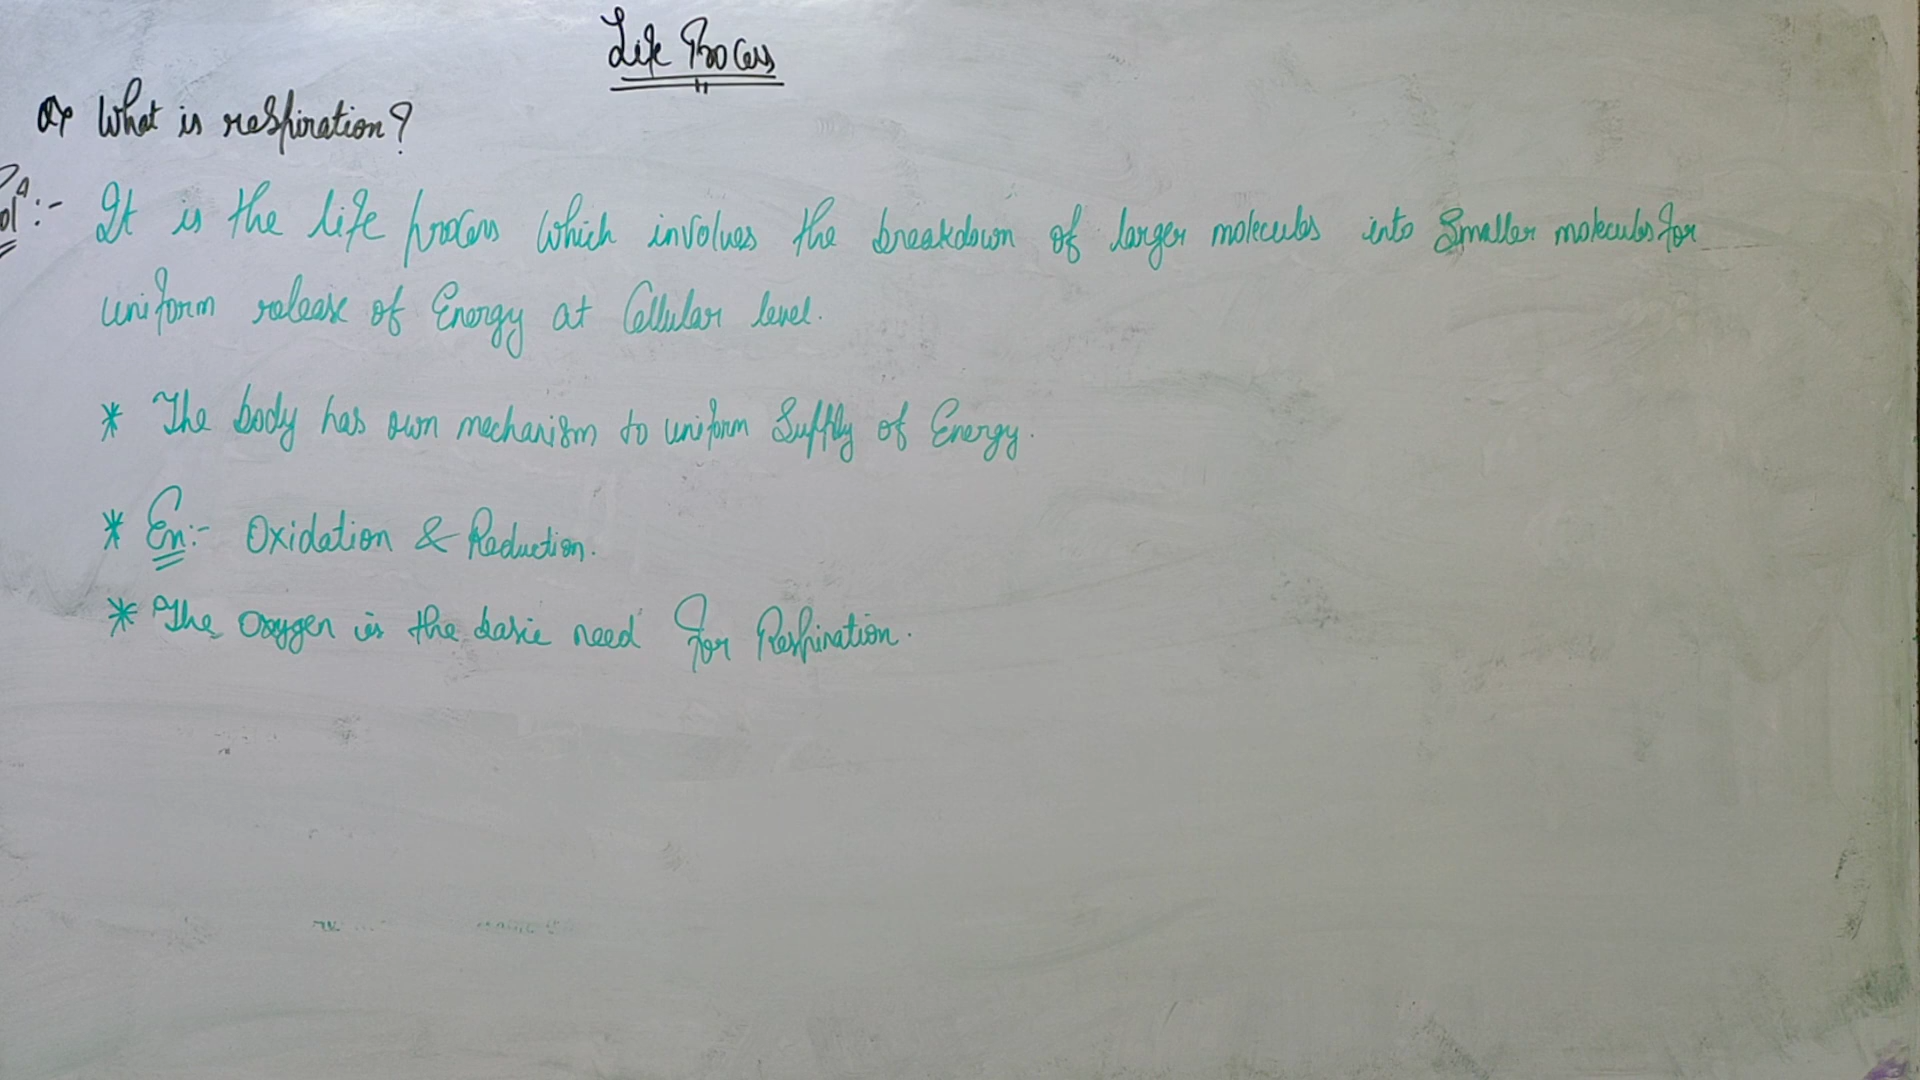 Life Process
Q> What is respiration?
Solⁿ:- It is the life process which involves the breakdown of larger molecules into Smaller molecules for
uniform release of Energy at Cellular level.
* The body has own mechanism to uniform Supply of Energy.
* Ex:- Oxidation & Reduction.
* The Oxygen is the basic need for Respiration.